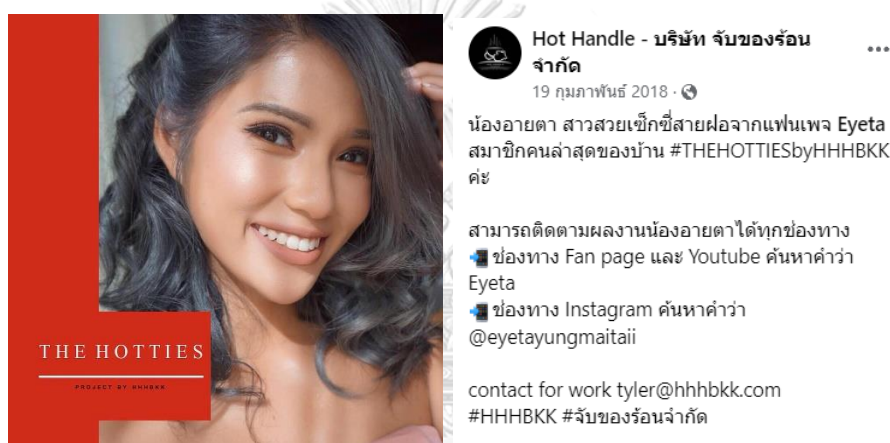 THE HOTTIES
PROJECT BY HHHBKK
Hot Handle - บริษัท จับของร้อน
จำกัด
19 กุมภาพันธ์ 2018 ·
น้องอายตา สาวสวยเซ็กซี่สายฝอจากแฟนเพจ Eyeta
สมาชิกคนล่าสุดของบ้าน #THEHOTTIESbyHHHBKK
ค่ะ
สามารถติดตามผลงานน้องอายตาได้ทุกช่องทาง
📲 ช่องทาง Fan page และ Youtube ค้นหาคำว่า
Eyeta
📲 ช่องทาง Instagram ค้นหาคำว่า
@eyetayungmaitaii
contact for work tyler@hhhbkk.com
#HHHBKK #จับของร้อนจำกัด